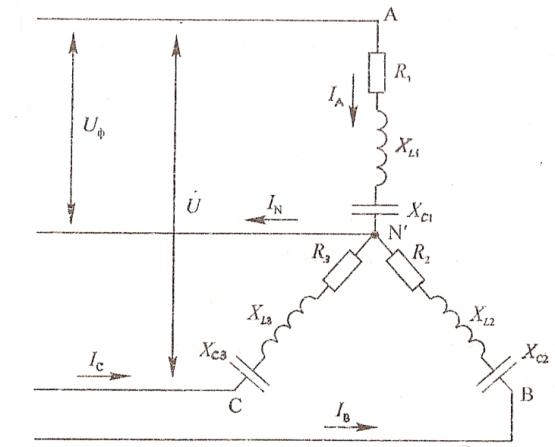 A
R₁
I_A
X_L1
U_ф
U̇
I_N
X_C1
N'
R₃
R₂
X_L3
X_L2
X_C3
X_C2
I_C
C
B
I_B